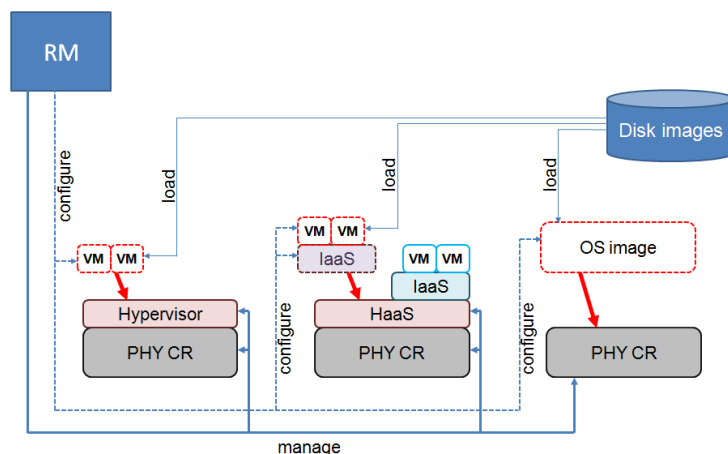 RM
Disk images
configure
load
load
load
VM VM
VM VM
VM VM
IaaS
OS image
IaaS
Hypervisor
HaaS
configure
configure
PHY CR
PHY CR
PHY CR
manage